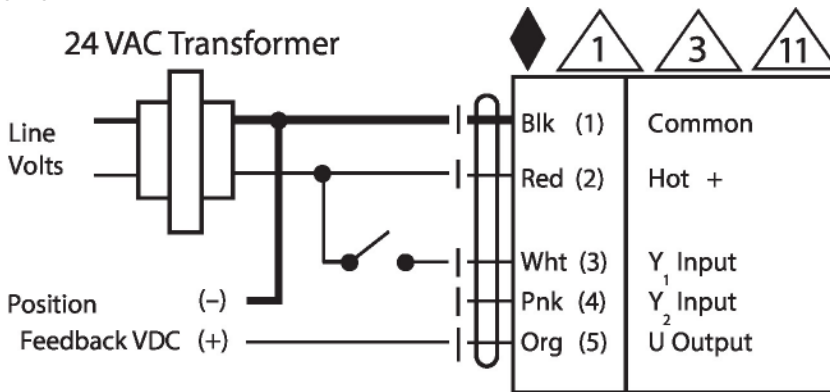 24 VAC Transformer
1 3 11
Line
Volts
Blk (1) Common
Red (2) Hot +
Wht (3) Y1 Input
Pnk (4) Y2 Input
Org (5) U Output
Position (–)
Feedback VDC (+)